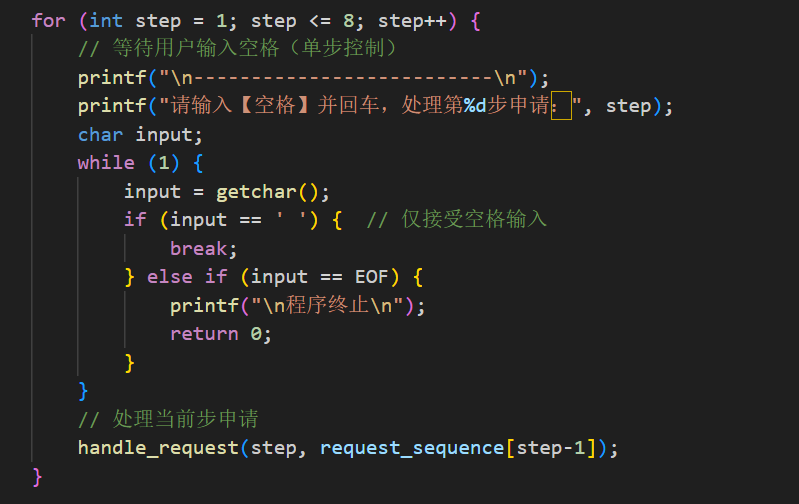 for (int step = 1; step <= 8; step++) {
    // 等待用户输入空格（单步控制）
    printf("\n--------------------------\n");
    printf("请输入【空格】并回车，处理第%d步申请：", step);
    char input;
    while (1) {
        input = getchar();
        if (input == ' ') {  // 仅接受空格输入
            break;
        } else if (input == EOF) {
            printf("\n程序终止\n");
            return 0;
        }
    }
    // 处理当前步申请
    handle_request(step, request_sequence[step-1]);
}